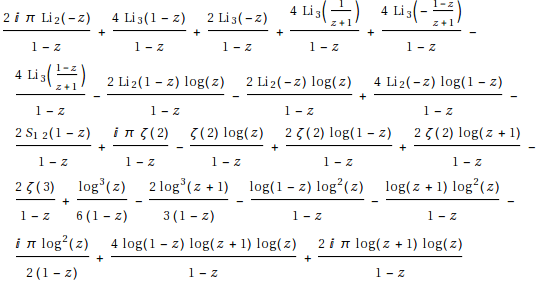 (2 i π Li₂(−z))/(1 − z) + (4 Li₃(1 − z))/(1 − z) + (2 Li₃(−z))/(1 − z) + (4 Li₃(1/(z+1)))/(1 − z) + (4 Li₃(−(1−z)/(z+1)))/(1 − z) −
(4 Li₃((1−z)/(z+1)))/(1 − z) − (2 Li₂(1 − z) log(z))/(1 − z) − (2 Li₂(−z) log(z))/(1 − z) + (4 Li₂(−z) log(1 − z))/(1 − z) −
(2 S₁ ₂(1 − z))/(1 − z) + (i π ζ(2))/(1 − z) − (ζ(2) log(z))/(1 − z) + (2 ζ(2) log(1 − z))/(1 − z) + (2 ζ(2) log(z + 1))/(1 − z) −
(2 ζ(3))/(1 − z) + (log³(z))/(6 (1 − z)) − (2 log³(z + 1))/(3 (1 − z)) − (log(1 − z) log²(z))/(1 − z) − (log(z + 1) log²(z))/(1 − z) −
(i π log²(z))/(2 (1 − z)) + (4 log(1 − z) log(z + 1) log(z))/(1 − z) + (2 i π log(z + 1) log(z))/(1 − z)